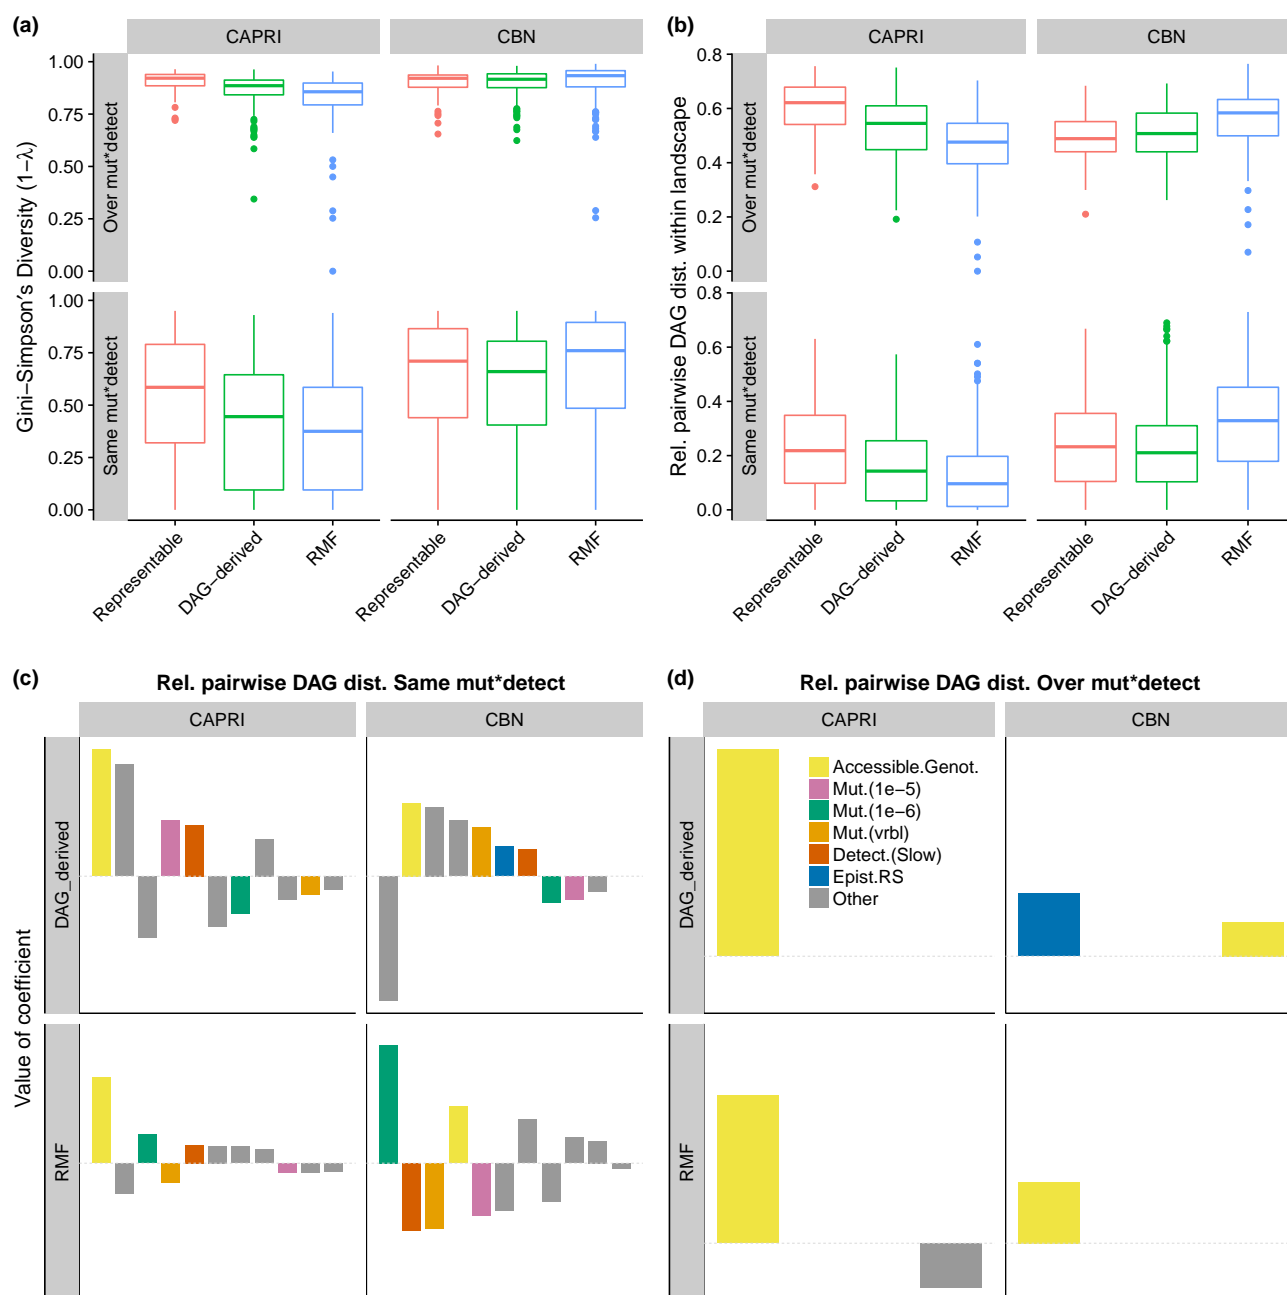 (a)
CAPRI
CBN
Gini−Simpson′s Diversity (1−λ)
Over mut*detect
1.00
0.75
0.50
0.25
0.00
Same mut*detect
1.00
0.75
0.50
0.25
0.00
Representable
DAG−derived
RMF
Representable
DAG−derived
RMF
(b)
CAPRI
CBN
Rel. pairwise DAG dist. within landscape
Over mut*detect
0.8
0.6
0.4
0.2
0.0
Same mut*detect
0.8
0.6
0.4
0.2
0.0
Representable
DAG−derived
RMF
Representable
DAG−derived
RMF
(c)
Rel. pairwise DAG dist. Same mut*detect
CAPRI
CBN
Value of coefficient
DAG_derived
RMF
(d)
Rel. pairwise DAG dist. Over mut*detect
CAPRI
CBN
DAG_derived
RMF
Accessible.Genot.
Mut.(1e−5)
Mut.(1e−6)
Mut.(vrbl)
Detect.(Slow)
Epist.RS
Other